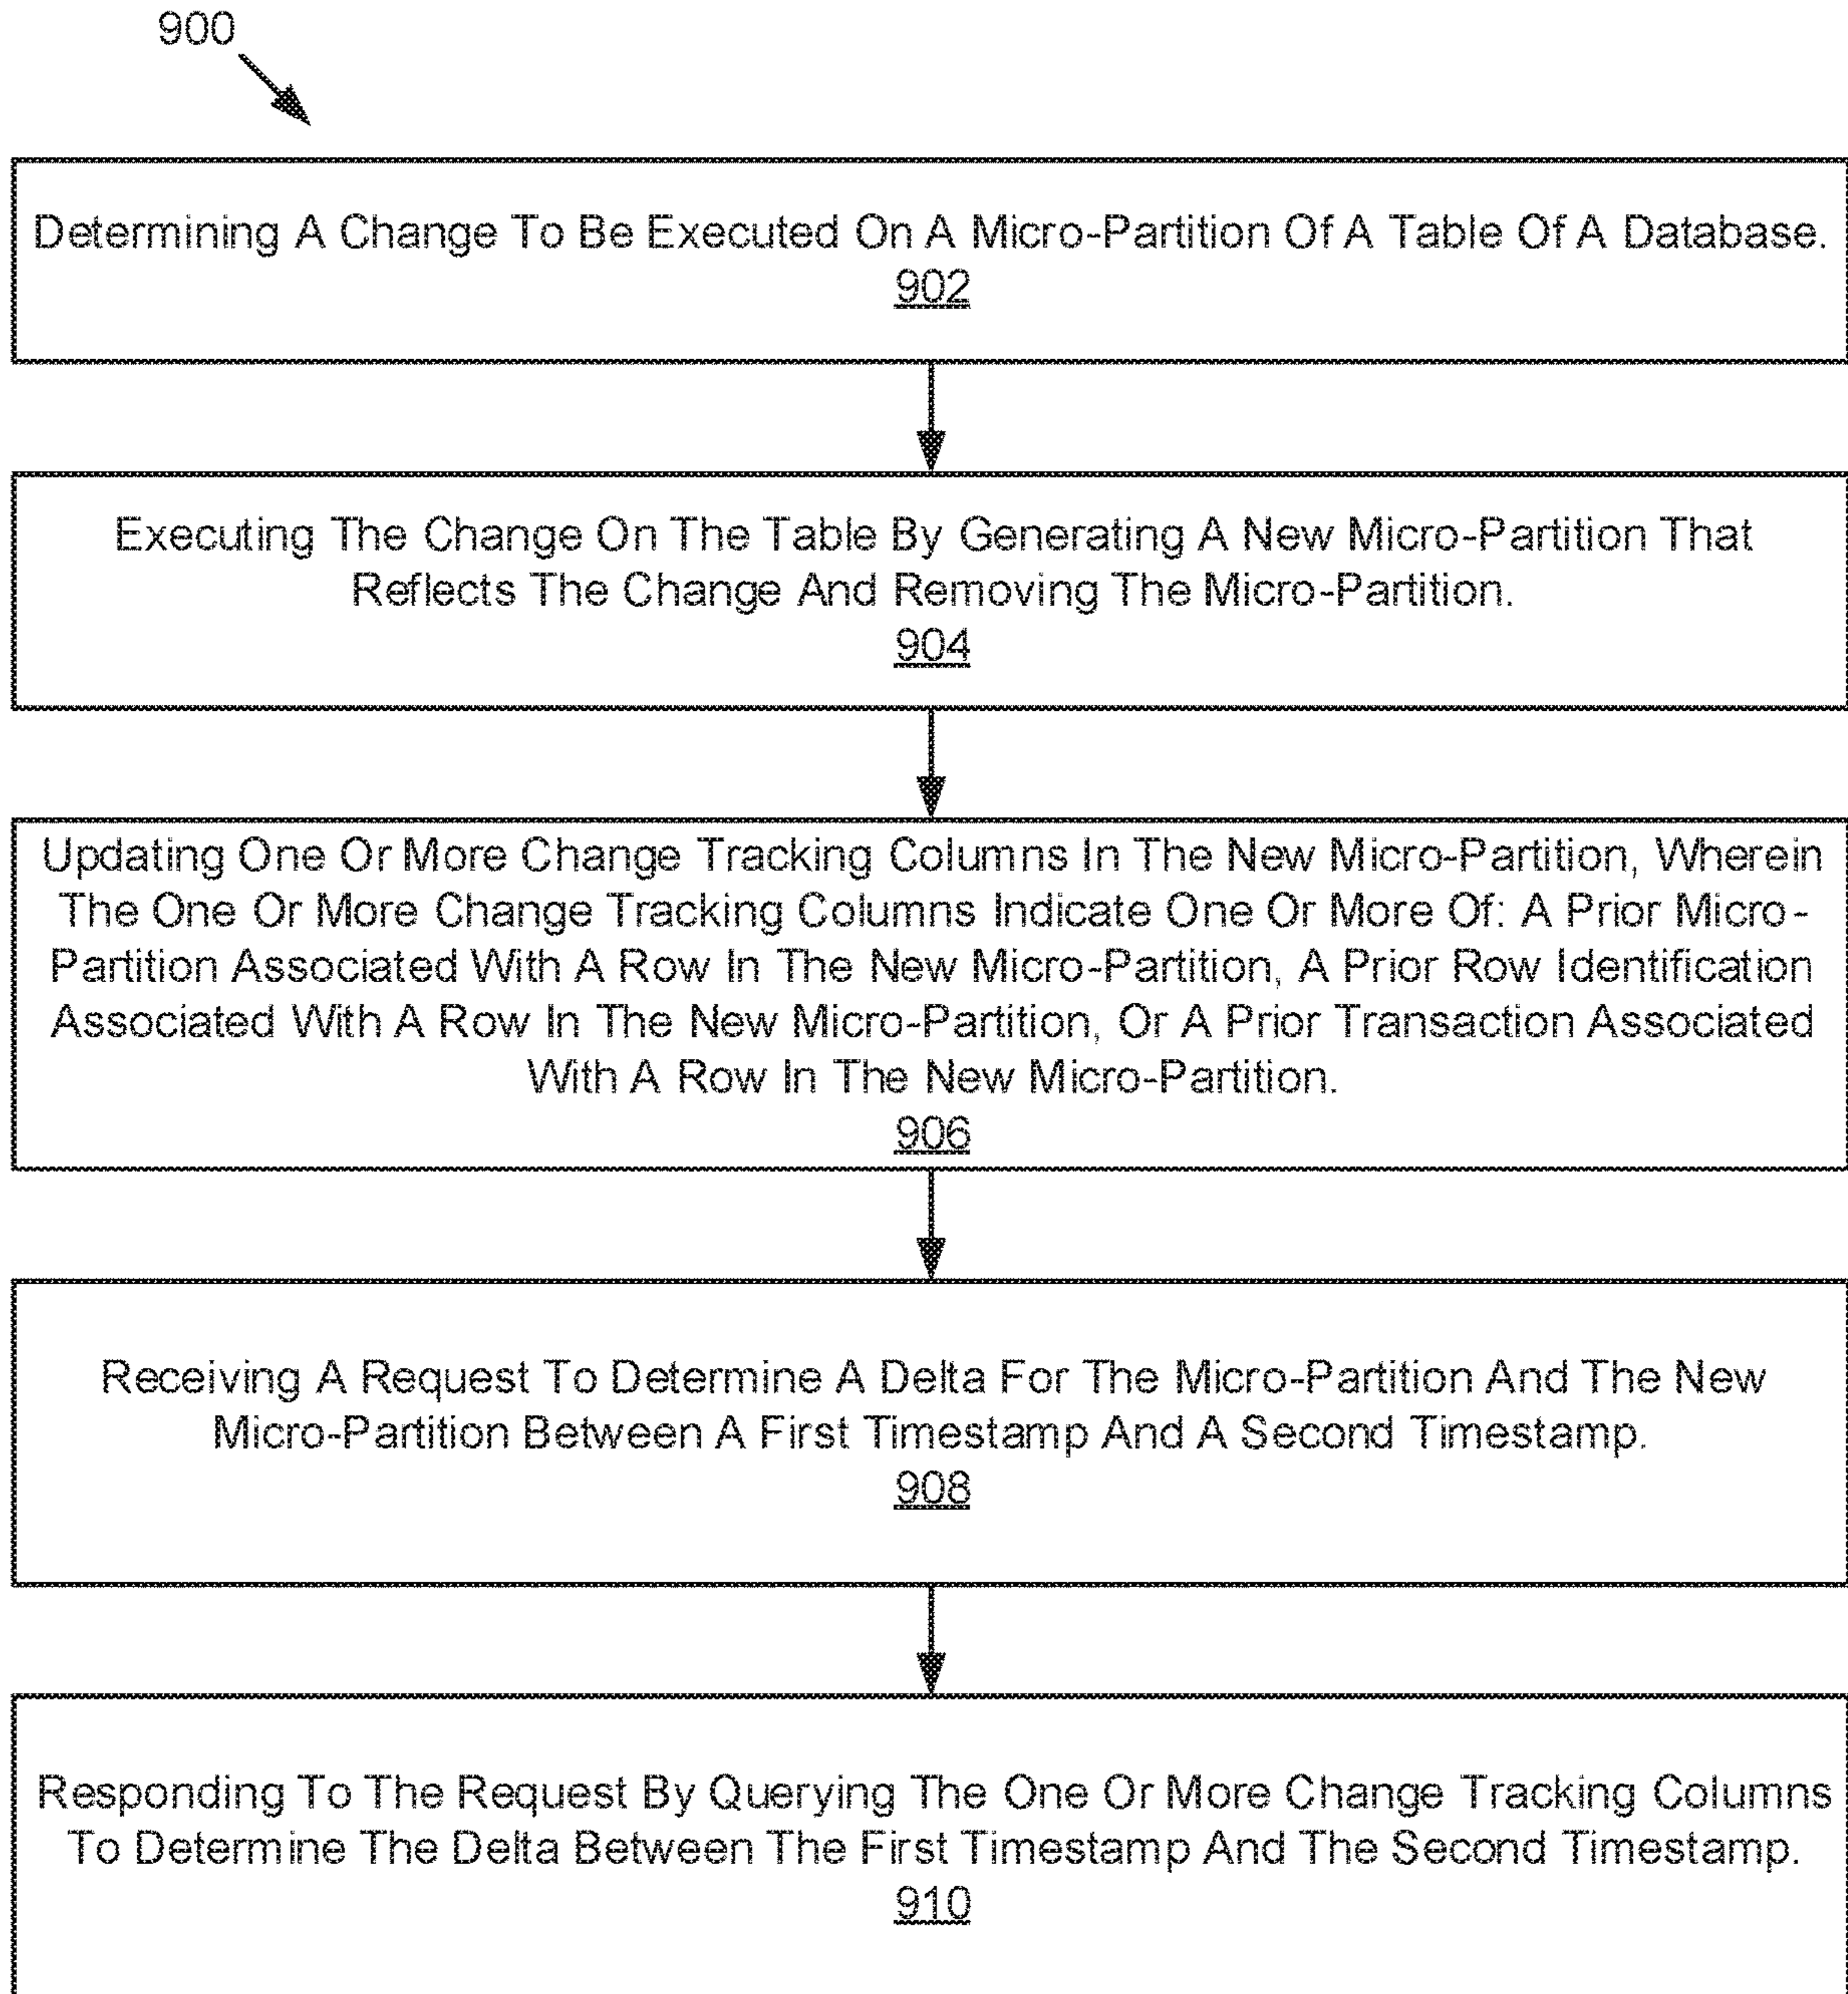 900
Determining A Change To Be Executed On A Micro-Partition Of A Table Of A Database.
902
Executing The Change On The Table By Generating A New Micro-Partition That
Reflects The Change And Removing The Micro-Partition.
904
Updating One Or More Change Tracking Columns In The New Micro-Partition, Wherein
The One Or More Change Tracking Columns Indicate One Or More Of: A Prior Micro-
Partition Associated With A Row In The New Micro-Partition, A Prior Row Identification
Associated With A Row In The New Micro-Partition, Or A Prior Transaction Associated
With A Row In The New Micro-Partition.
906
Receiving A Request To Determine A Delta For The Micro-Partition And The New
Micro-Partition Between A First Timestamp And A Second Timestamp.
908
Responding To The Request By Querying The One Or More Change Tracking Columns
To Determine The Delta Between The First Timestamp And The Second Timestamp.
910